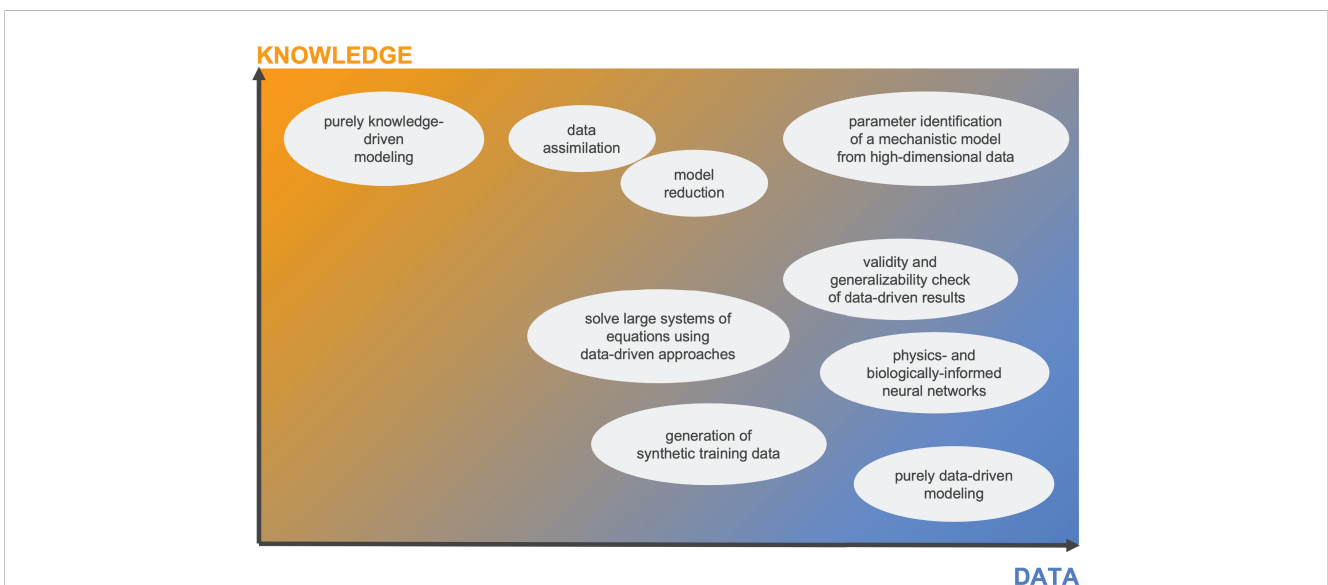 KNOWLEDGE
purely knowledge-
driven
modeling
data
assimilation
model
reduction
parameter identification
of a mechanistic model
from high-dimensional data
validity and
generalizability check
of data-driven results
solve large systems of
equations using
data-driven approaches
physics- and
biologically-informed
neural networks
generation of
synthetic training data
purely data-driven
modeling
DATA